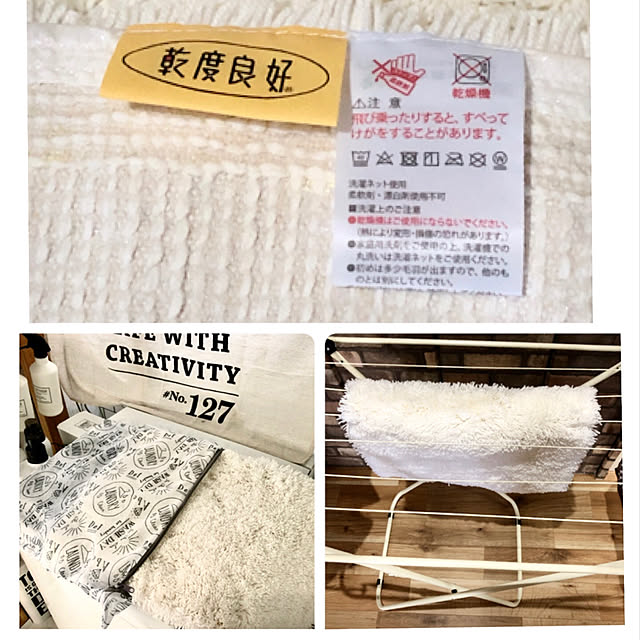 乾度良好
乾燥機
⚠注意
飛び乗ったりすると、すべって
けがをすることがあります。
洗濯ネット使用
柔軟剤・漂白剤使用不可
■洗濯上のご注意
●乾燥機はご使用にならないでください。
(熱により変形・損傷の恐れがあります。)
●家庭用洗剤をご使用の上、洗濯機での
丸洗いは洗濯ネットをご使用ください。
●初めは多少毛羽が出ますので、他のも
のとは別にしてください。
LIFE WITH
CREATIVITY
#No. 127
LAUNDRY
WASH DAY